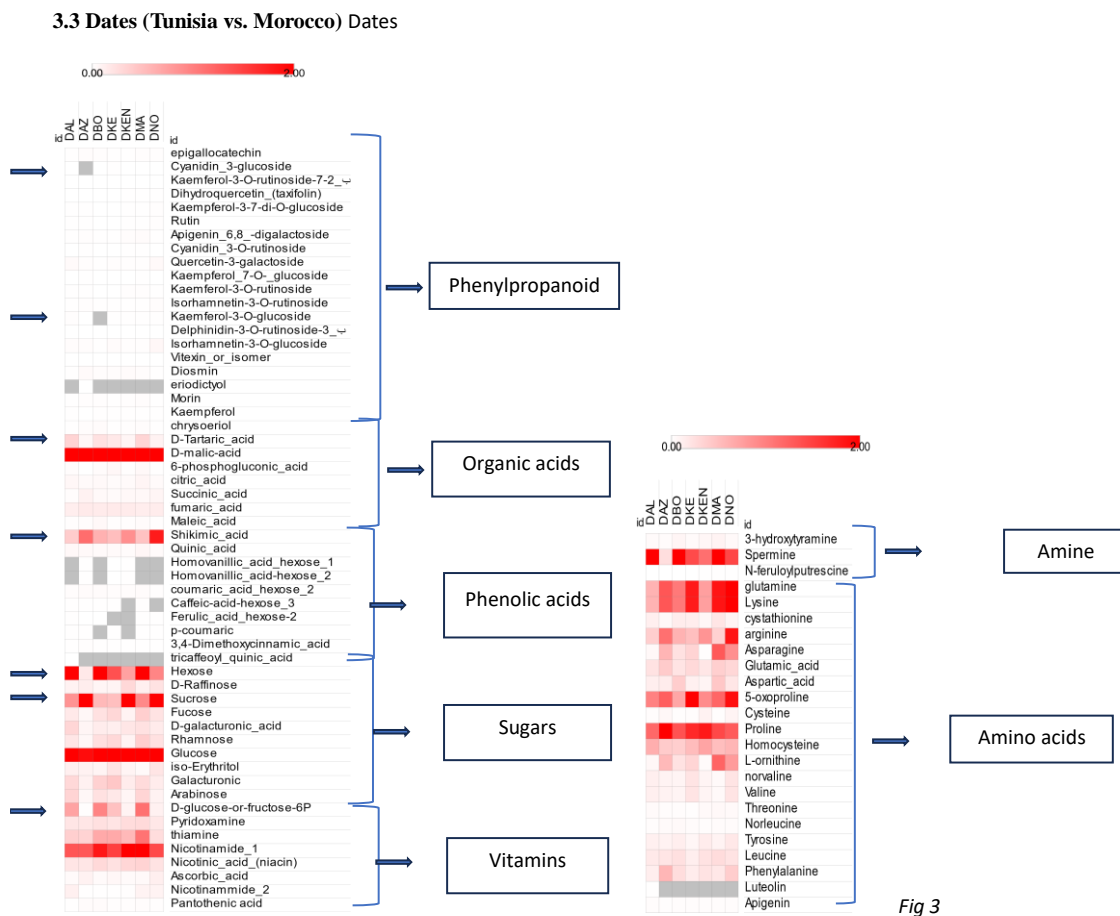 3.3 Dates (Tunisia vs. Morocco) Dates
0.00 2.00
id DAL DAZ DBO DKE DKEN DMA DNO id
epigallocatechin
Cyanidin_3-glucoside
Kaemferol-3-O-rutinoside-7-2_ب
Dihydroquercetin_(taxifolin)
Kaempferol-3-7-di-O-glucoside
Rutin
Apigenin_6,8_-digalactoside
Cyanidin_3-O-rutinoside
Quercetin-3-galactoside
Kaempferol_7-O-_glucoside
Kaemferol-3-O-rutinoside
Isorhamnetin-3-O-rutinoside
Kaemferol-3-O-glucoside
Delphinidin-3-O-rutinoside-3_ب
Isorhamnetin-3-O-glucoside
Vitexin_or_isomer
Diosmin
eriodictyol
Morin
Kaempferol
chrysoeriol
D-Tartaric_acid
D-malic-acid
6-phosphogluconic_acid
citric_acid
Succinic_acid
fumaric_acid
Maleic_acid
Shikimic_acid
Quinic_acid
Homovanillic_acid_hexose_1
Homovanillic_acid-hexose_2
coumaric_acid_hexose_2
Caffeic-acid-hexose_3
Ferulic_acid_hexose-2
p-coumaric
3,4-Dimethoxycinnamic_acid
tricaffeoyl_quinic_acid
Hexose
D-Raffinose
Sucrose
Fucose
D-galacturonic_acid
Rhamnose
Glucose
iso-Erythritol
Galacturonic
Arabinose
D-glucose-or-fructose-6P
Pyridoxamine
thiamine
Nicotinamide_1
Nicotinic_acid_(niacin)
Ascorbic_acid
Nicotinammide_2
Pantothenic acid
Phenylpropanoid
Organic acids
Phenolic acids
Sugars
Vitamins
0.00 2.00
id DAL DAZ DBO DKE DKEN DMA DNO id
3-hydroxytyramine
Spermine
N-feruloylputrescine
glutamine
Lysine
cystathionine
arginine
Asparagine
Glutamic_acid
Aspartic_acid
5-oxoproline
Cysteine
Proline
Homocysteine
L-ornithine
norvaline
Valine
Threonine
Norleucine
Tyrosine
Leucine
Phenylalanine
Luteolin
Apigenin
Amine
Amino acids
Fig 3